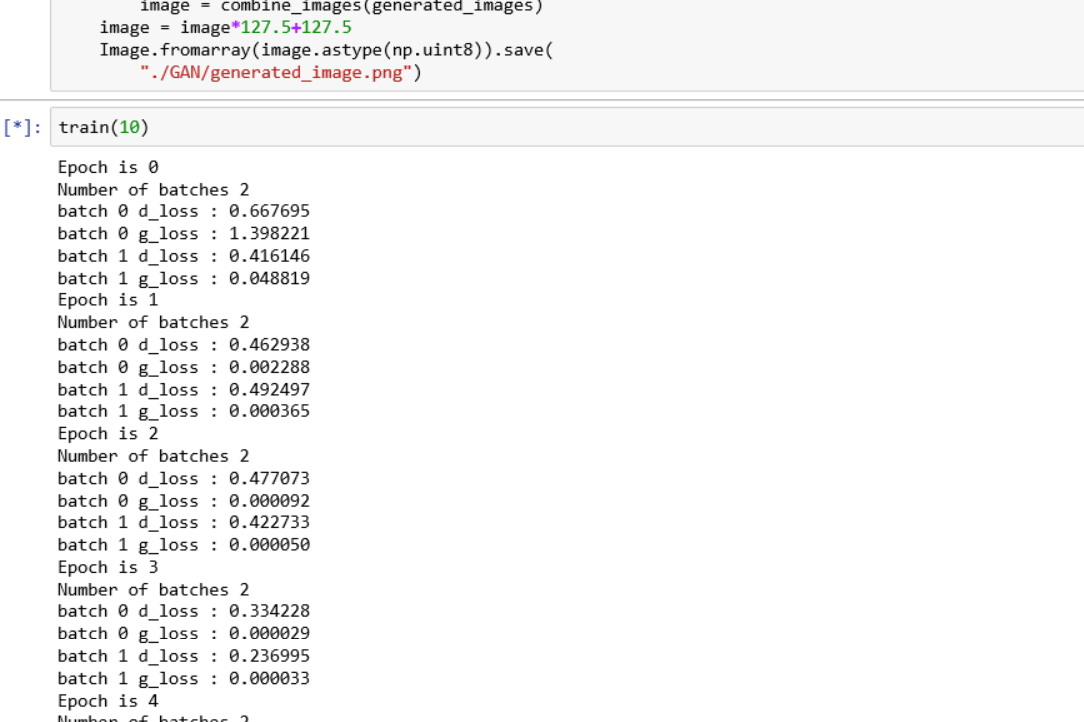 image = combine_images(generated_images)
image = image*127.5+127.5
Image.fromarray(image.astype(np.uint8)).save(
"./GAN/generated_image.png")
[*]: train(10)
Epoch is 0
Number of batches 2
batch 0 d_loss : 0.667695
batch 0 g_loss : 1.398221
batch 1 d_loss : 0.416146
batch 1 g_loss : 0.048819
Epoch is 1
Number of batches 2
batch 0 d_loss : 0.462938
batch 0 g_loss : 0.002288
batch 1 d_loss : 0.492497
batch 1 g_loss : 0.000365
Epoch is 2
Number of batches 2
batch 0 d_loss : 0.477073
batch 0 g_loss : 0.000092
batch 1 d_loss : 0.422733
batch 1 g_loss : 0.000050
Epoch is 3
Number of batches 2
batch 0 d_loss : 0.334228
batch 0 g_loss : 0.000029
batch 1 d_loss : 0.236995
batch 1 g_loss : 0.000033
Epoch is 4
Number of batches 2